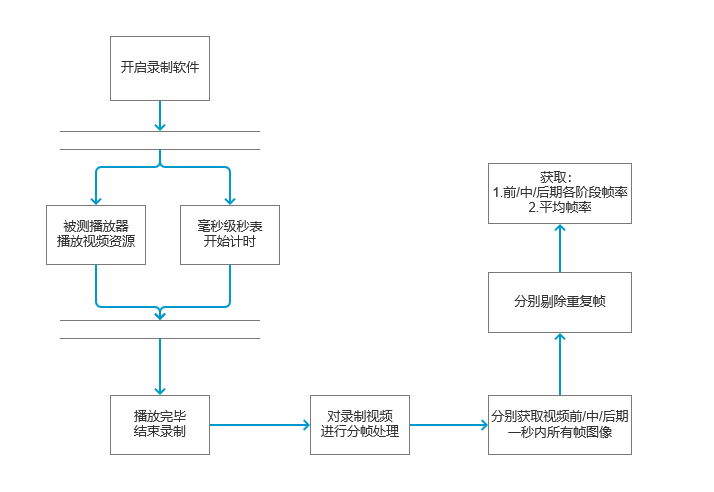 开启录制软件
被测播放器
播放视频资源
毫秒级秒表
开始计时
播放完毕
结束录制
对录制视频
进行分帧处理
分别获取视频前/中/后期
一秒内所有帧图像
分别剔除重复帧
获取：
1.前/中/后期各阶段帧率
2.平均帧率